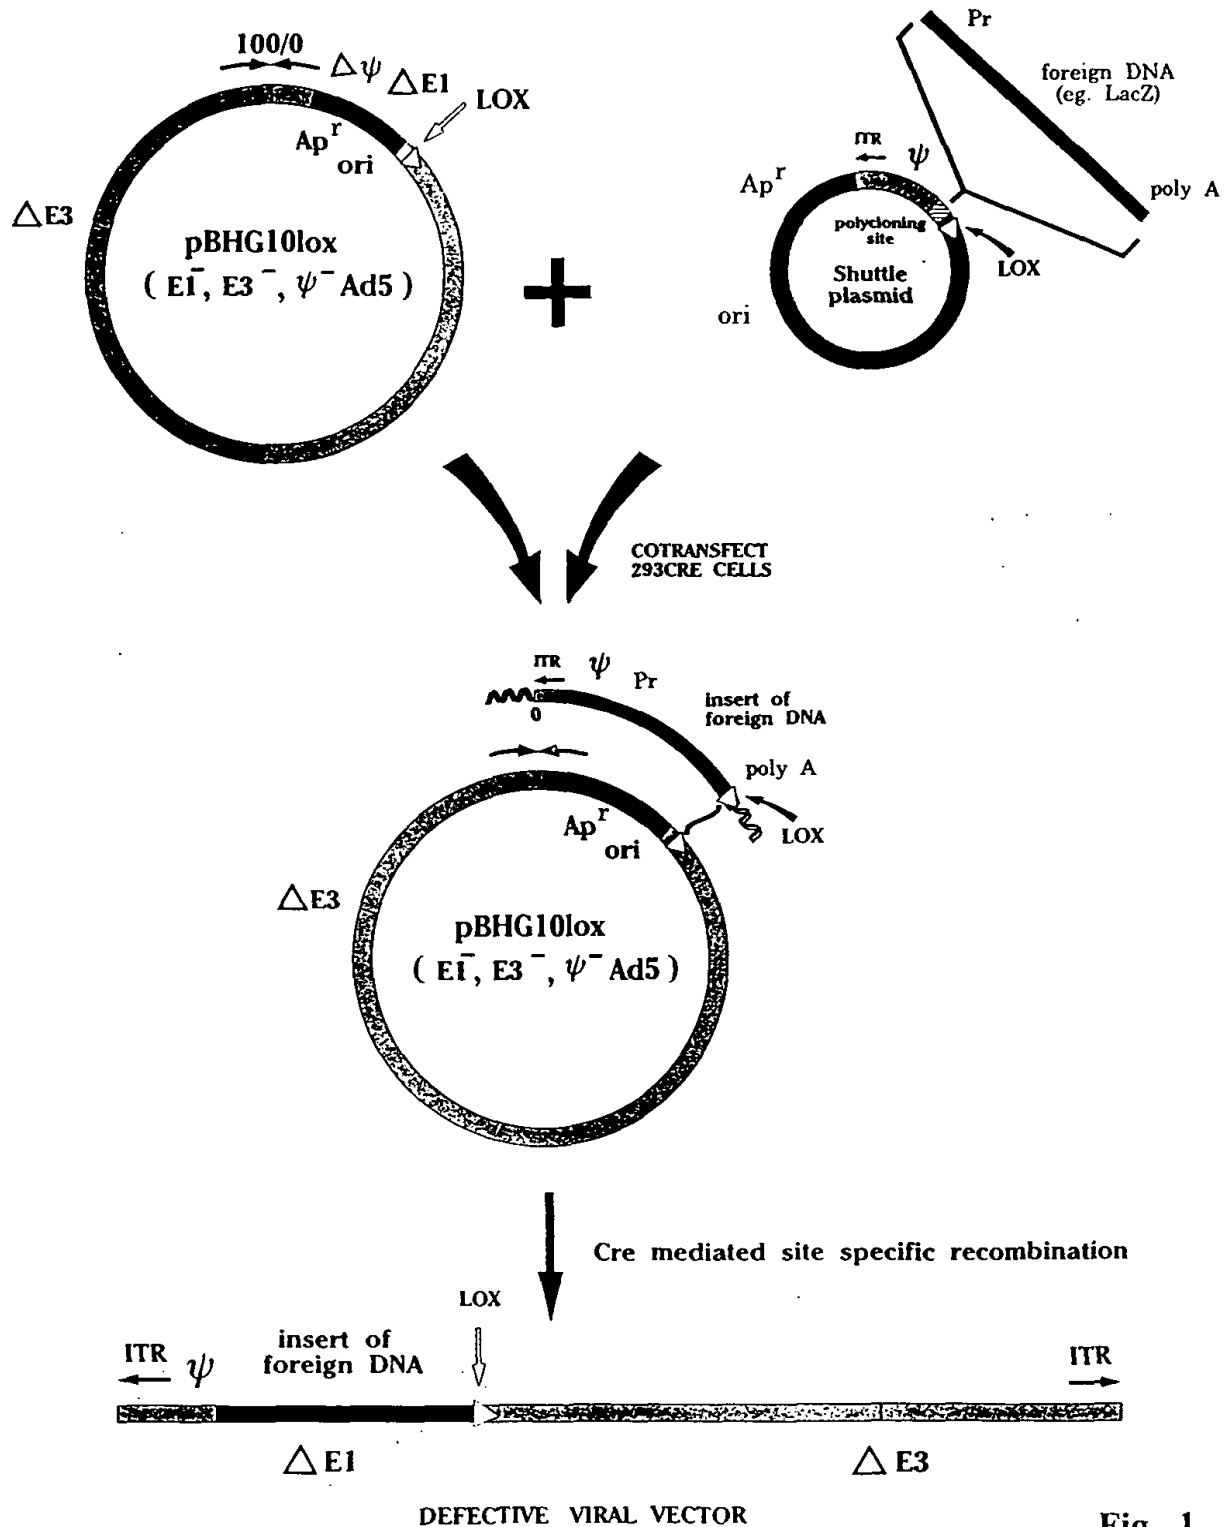 100/0
Δψ ΔE1
LOX
Ap^r
ori
ΔE3
pBHG10lox
( E1⁻, E3⁻, ψ⁻ Ad5 )
+
Pr
foreign DNA
(eg. LacZ)
poly A
ITR
ψ
Ap^r
polycloning
site
LOX
Shuttle
plasmid
ori
COTRANSFECT
293CRE CELLS
ITR
ψ
Pr
0
insert of
foreign DNA
poly A
LOX
Ap^r
ori
ΔE3
pBHG10lox
( E1⁻, E3⁻, ψ⁻ Ad5 )
Cre mediated site specific recombination
LOX
insert of
foreign DNA
ITR
ψ
ITR
ΔE1
ΔE3
DEFECTIVE VIRAL VECTOR
Fig. 1